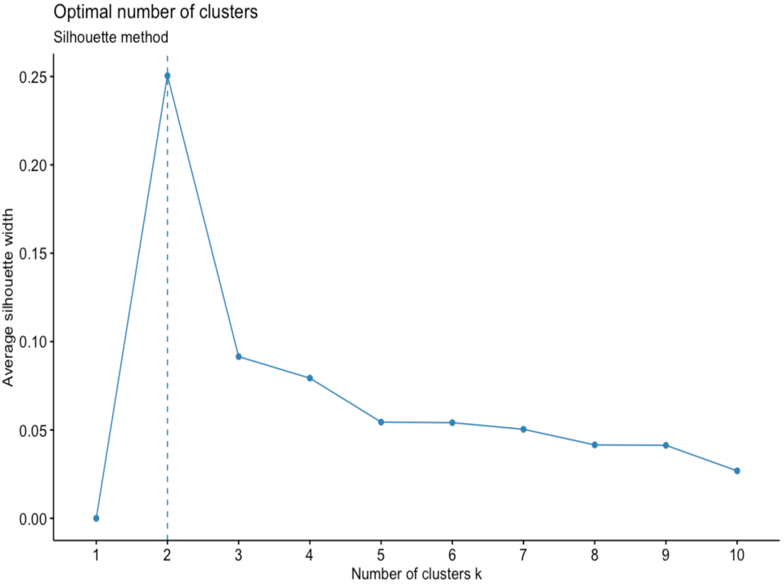 Optimal number of clusters
Silhouette method
Average silhouette width
0.25
0.20
0.15
0.10
0.05
0.00
1 2 3 4 5 6 7 8 9 10
Number of clusters k